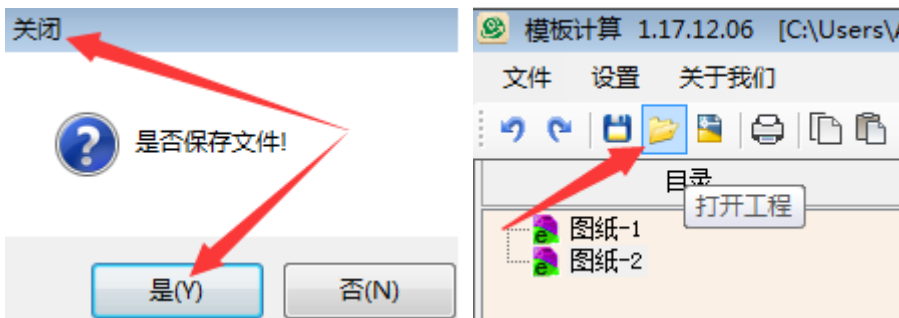 关闭
是否保存文件!
是(Y)
否(N)
模板计算 1.17.12.06 [C:\Users\
文件 设置 关于我们
目录
打开工程
图纸-1
图纸-2